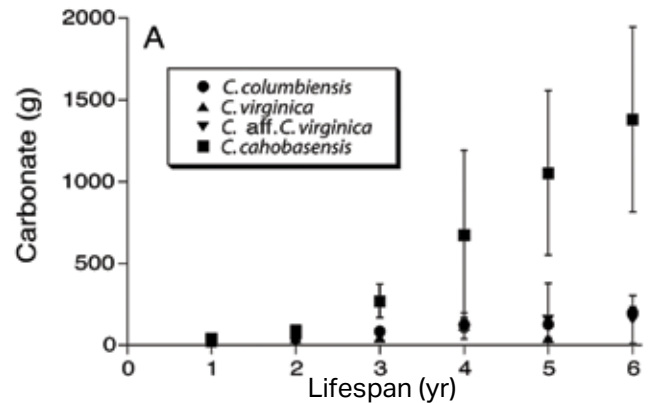 2000
A
C.columbiensis
C.virginica
C. aff.C.virginica
C.cahobasensis
1500
1000
500
0
Carbonate (g)
0 1 2 3 4 5 6
Lifespan (yr)